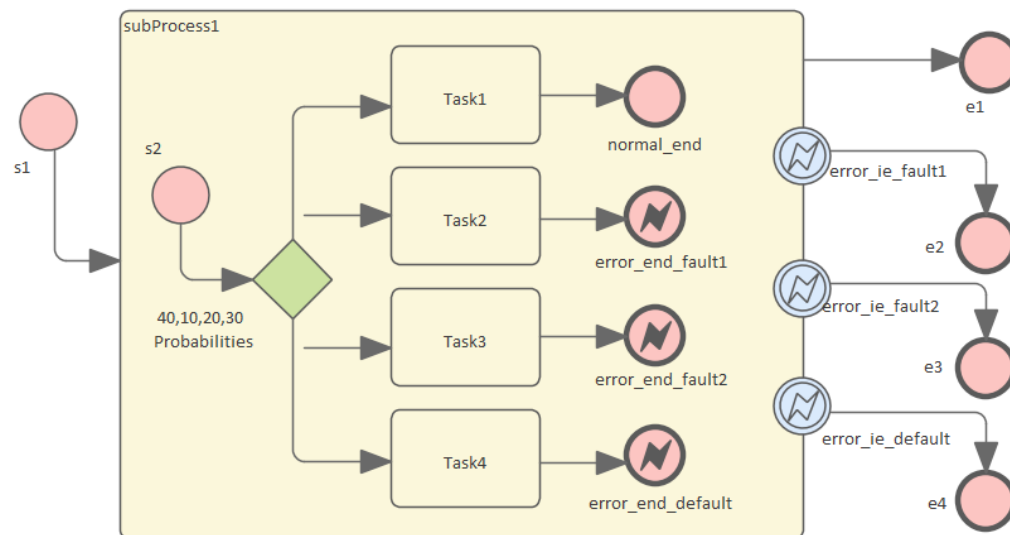 subProcess1
s1
s2
40,10,20,30
Probabilities
Task1
normal_end
Task2
error_end_fault1
Task3
error_end_fault2
Task4
error_end_default
e1
error_ie_fault1
e2
error_ie_fault2
e3
error_ie_default
e4